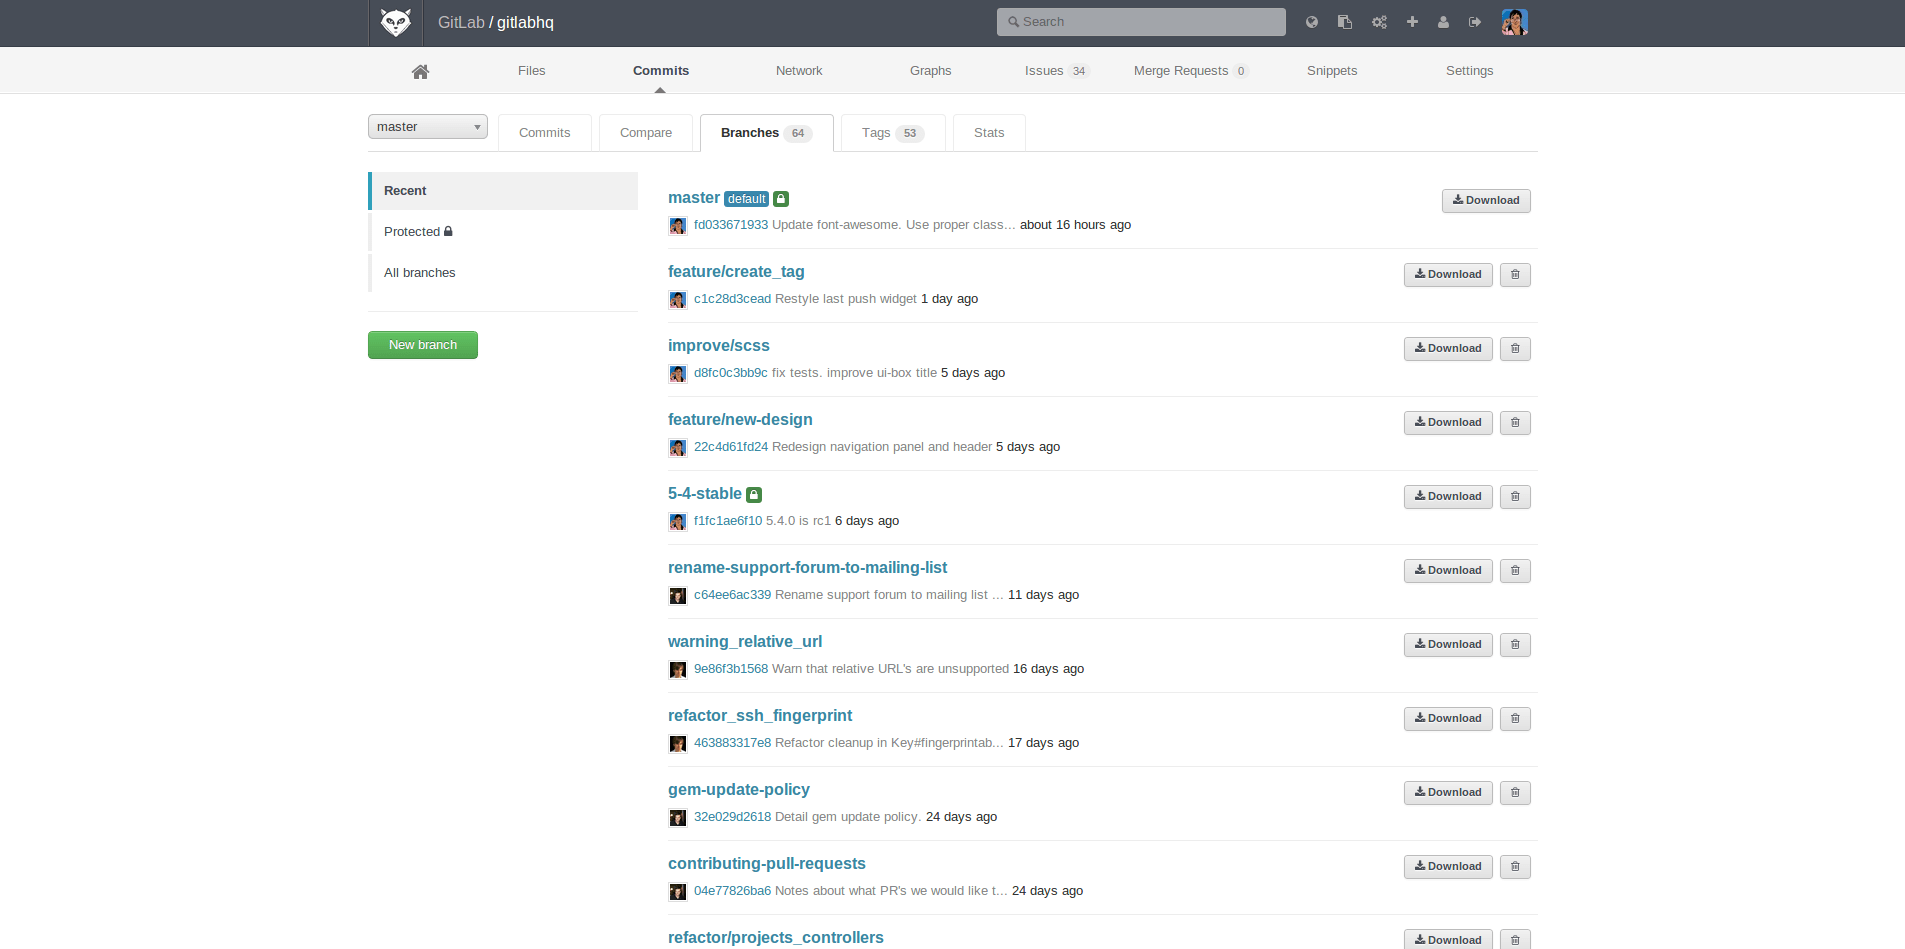 GitLab / gitlabhq
Search
Files
Commits
Network
Graphs
Issues 34
Merge Requests 0
Snippets
Settings
master
Commits
Compare
Branches 64
Tags 53
Stats
Recent
Protected
All branches
New branch
master default
Download
fd033671933 Update font-awesome. Use proper class... about 16 hours ago
feature/create_tag
Download
c1c28d3cead Restyle last push widget 1 day ago
improve/scss
Download
d8fc0c3bb9c fix tests. improve ui-box title 5 days ago
feature/new-design
Download
22c4d61fd24 Redesign navigation panel and header 5 days ago
5-4-stable
Download
f1fc1ae6f10 5.4.0 is rc1 6 days ago
rename-support-forum-to-mailing-list
Download
c64ee6ac339 Rename support forum to mailing list ... 11 days ago
warning_relative_url
Download
9e86f3b1568 Warn that relative URL's are unsupported 16 days ago
refactor_ssh_fingerprint
Download
463883317e8 Refactor cleanup in Key#fingerprintab... 17 days ago
gem-update-policy
Download
32e029d2618 Detail gem update policy. 24 days ago
contributing-pull-requests
Download
04e77826ba6 Notes about what PR's we would like t... 24 days ago
refactor/projects_controllers
Download